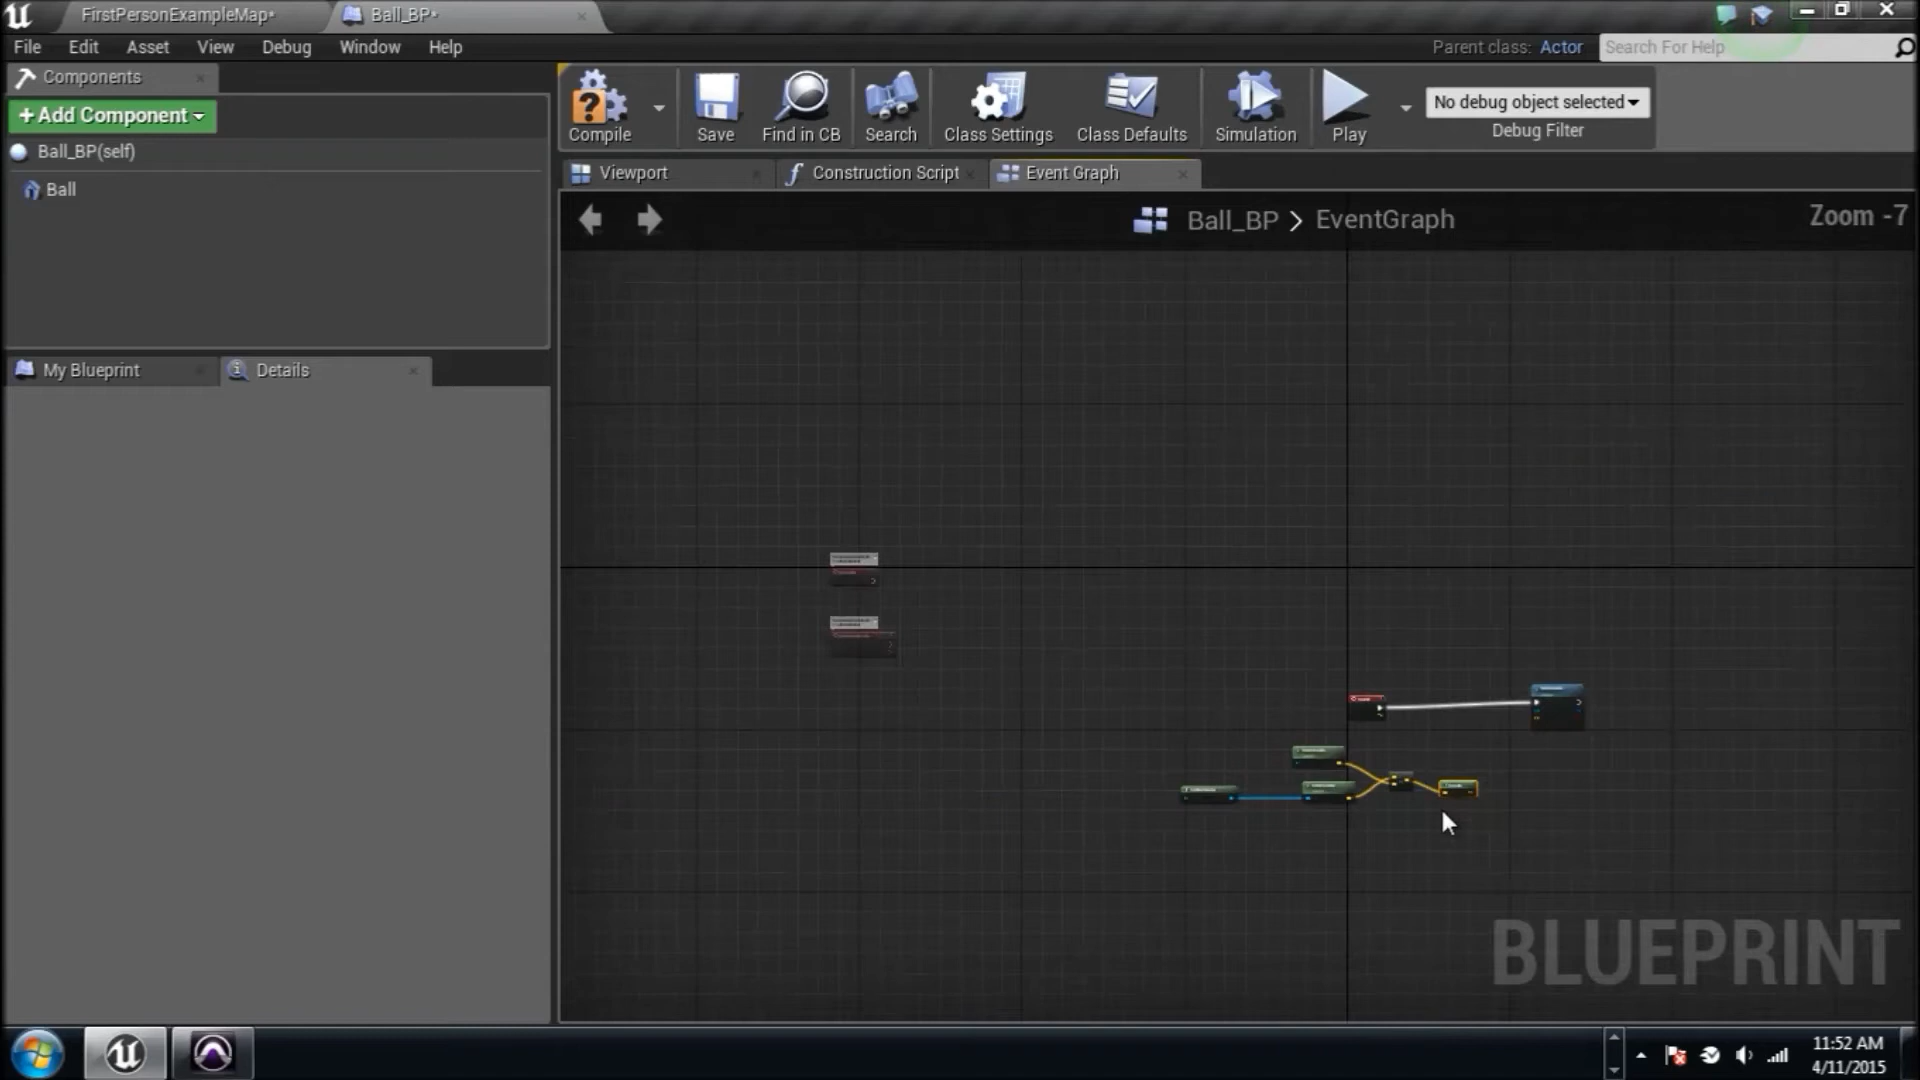 FirstPersonExampleMap*
Ball_BP*
File Edit Asset View Debug Window Help
Parent class: Actor
Search For Help
Components
+ Add Component
Ball_BP(self)
Ball
Compile
Save
Find in CB
Search
Class Settings
Class Defaults
Simulation
Play
No debug object selected
Debug Filter
Viewport
Construction Script
Event Graph
Ball_BP > EventGraph
Zoom -7
My Blueprint
Details
BLUEPRINT
11:52 AM
4/11/2015